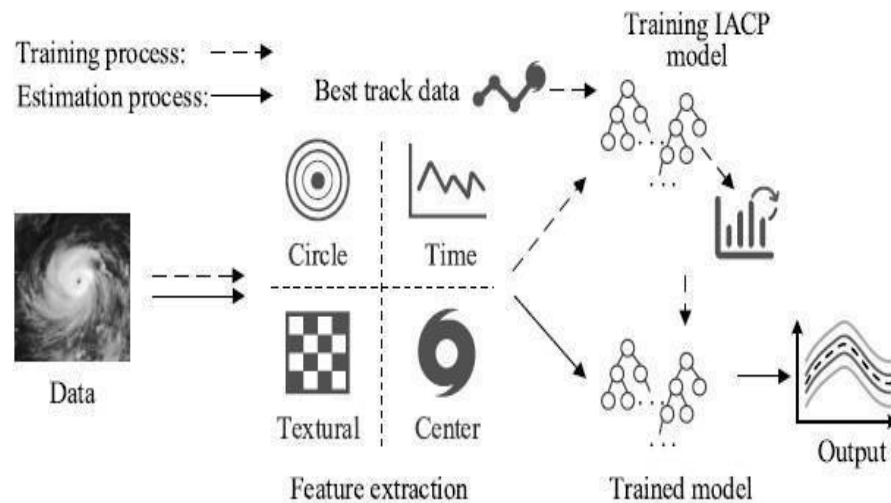 Training process:
Estimation process:
Best track data
Training IACP
model
Circle
Time
Data
Textural
Center
Feature extraction
Trained model
Output